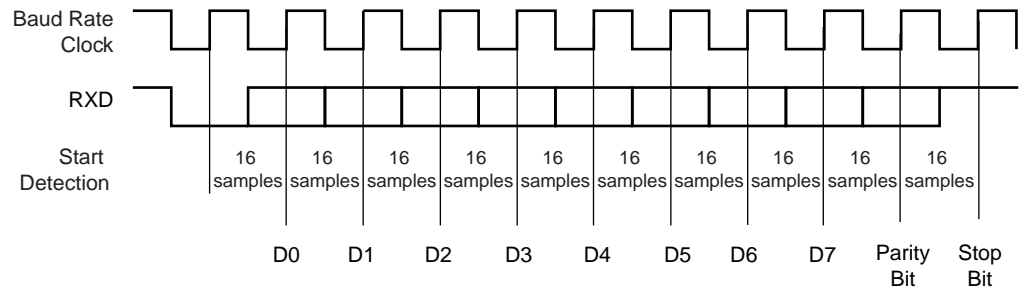 Baud Rate
Clock
RXD
Start
Detection
16 16 16 16 16 16 16 16 16 16
samples samples samples samples samples samples samples samples samples samples
D0 D1 D2 D3 D4 D5 D6 D7 Parity Stop
Bit Bit